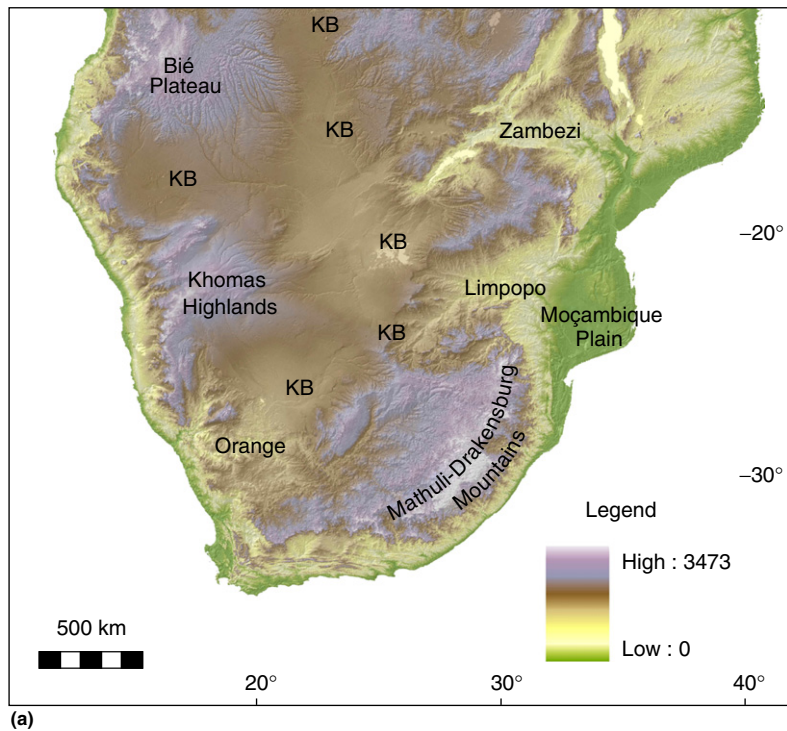 KB
Bié
Plateau
KB
Zambezi
KB
KB
−20°
Khomas
Highlands
Limpopo
Moçambique
Plain
KB
KB
Orange
Mathuli-Drakensburg
Mountains
−30°
Legend
High : 3473
Low : 0
500 km
20°
30°
40°
(a)